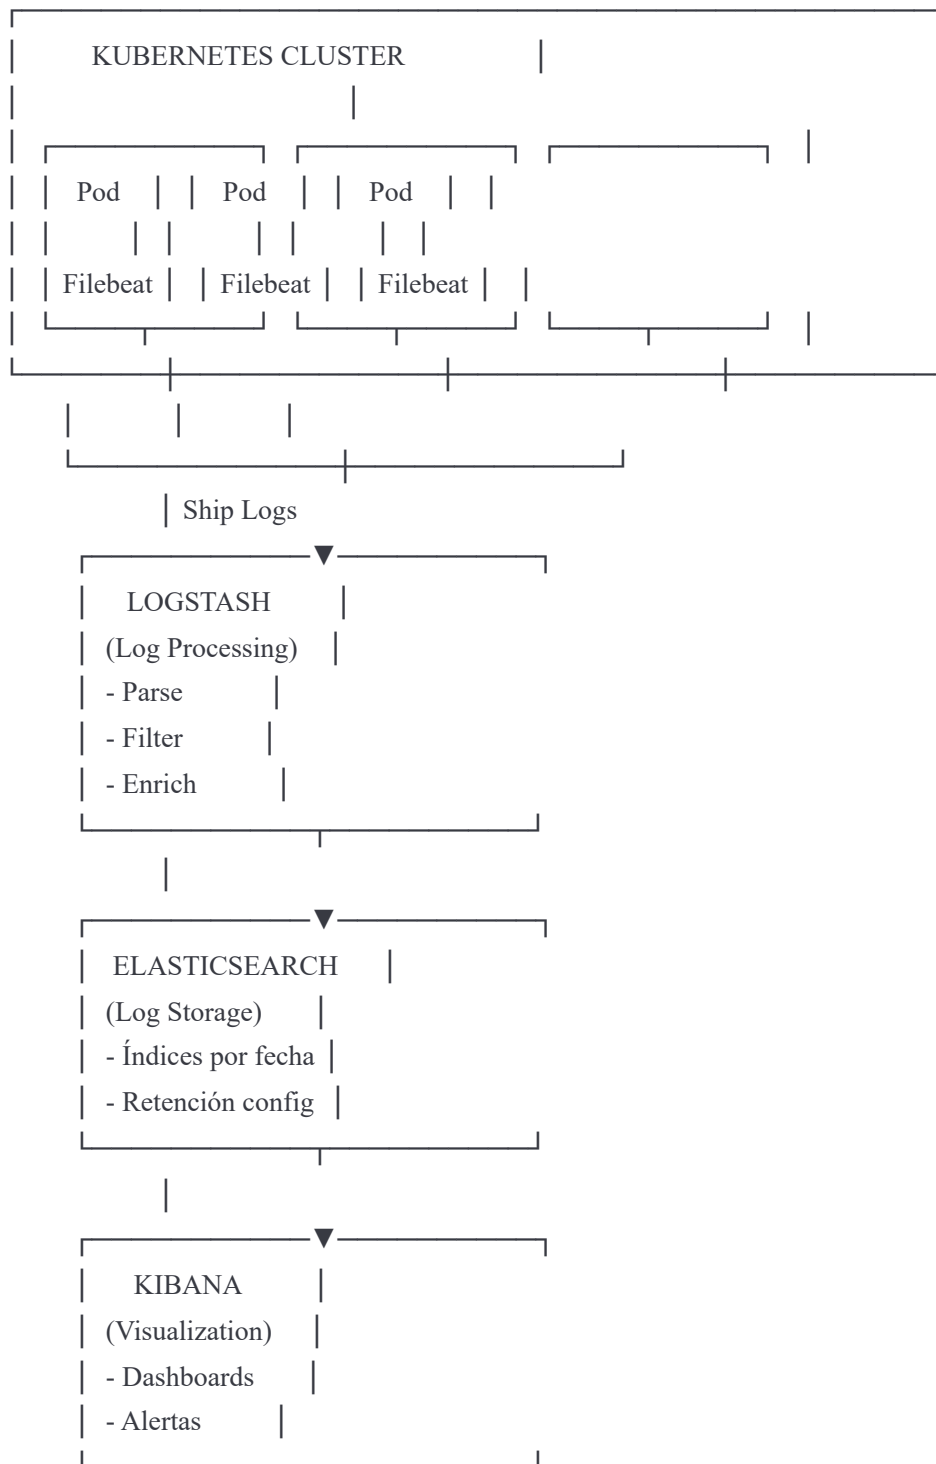 KUBERNETES CLUSTER
Pod Pod Pod
Filebeat Filebeat Filebeat
Ship Logs
LOGSTASH
(Log Processing)
- Parse
- Filter
- Enrich
ELASTICSEARCH
(Log Storage)
- Índices por fecha
- Retención config
KIBANA
(Visualization)
- Dashboards
- Alertas